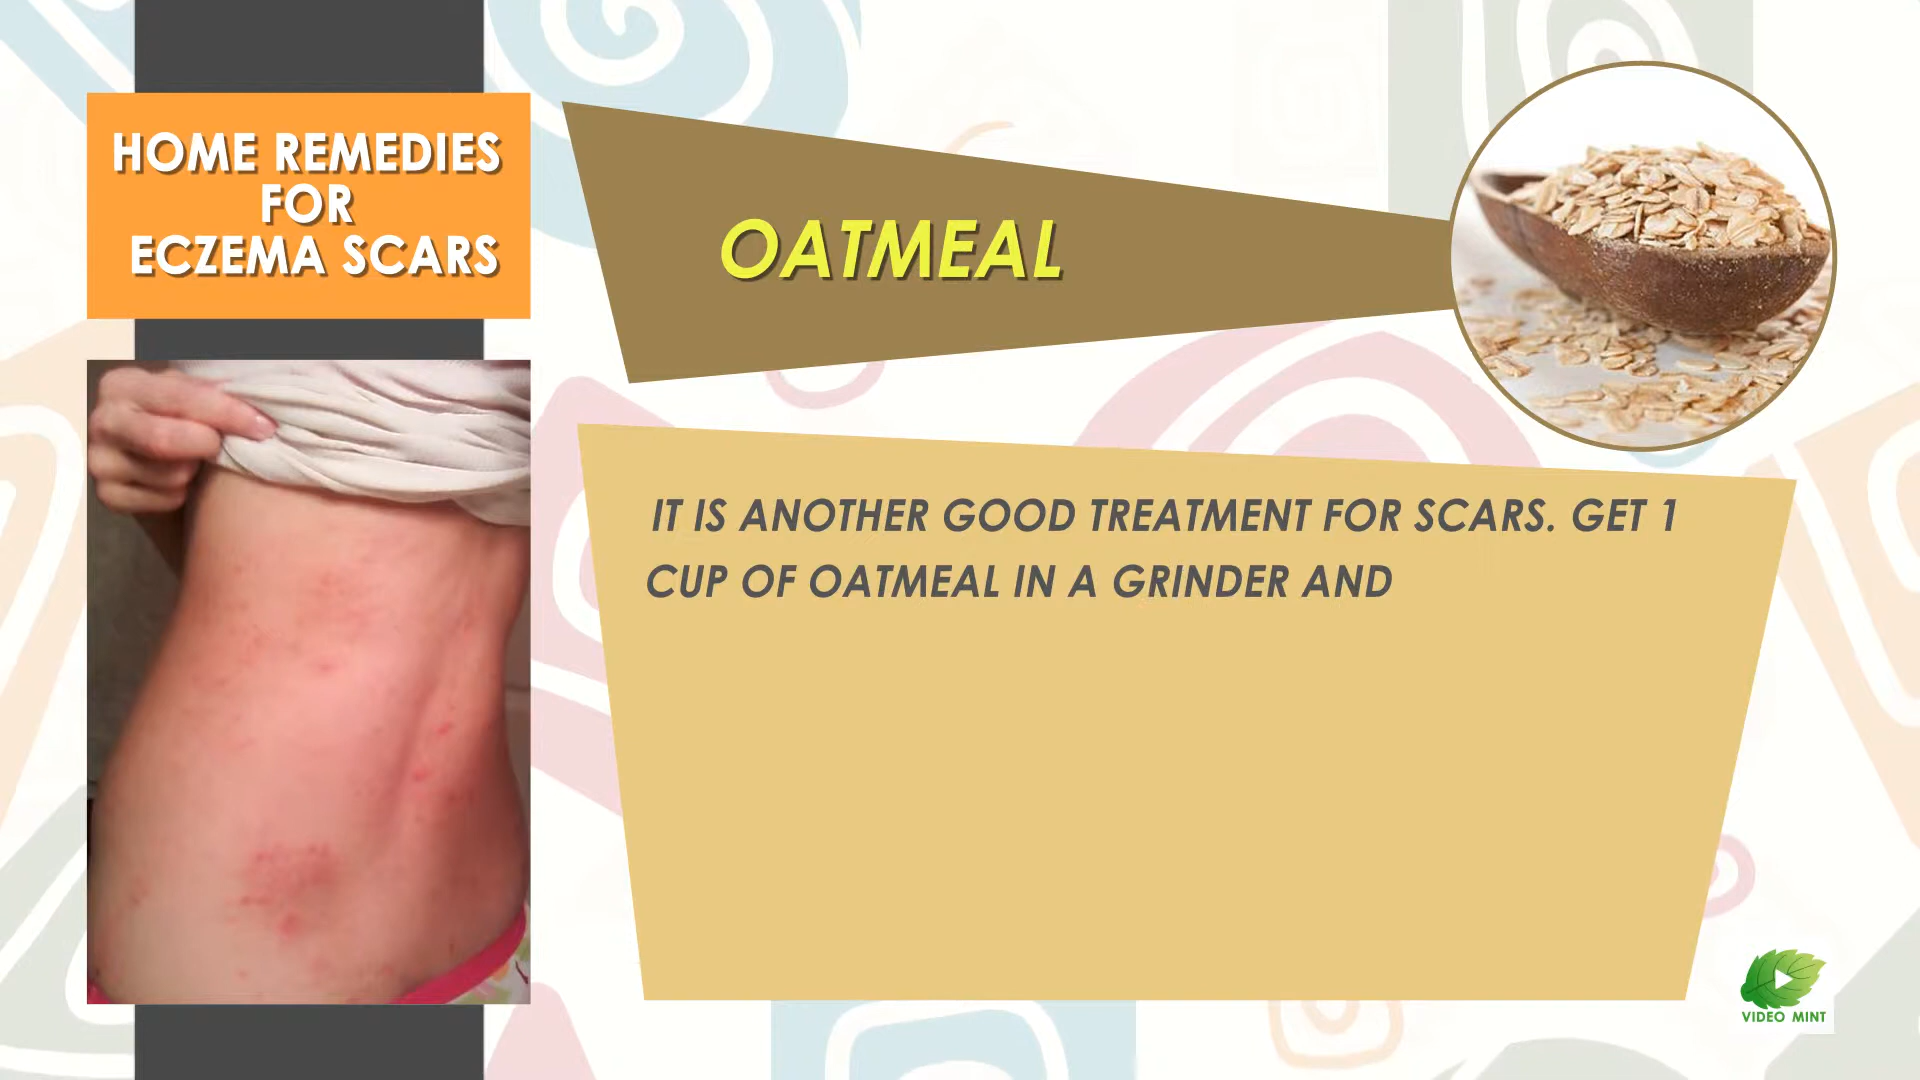 HOME REMEDIES
FOR
ECZEMA SCARS
OATMEAL
IT IS ANOTHER GOOD TREATMENT FOR SCARS. GET 1
CUP OF OATMEAL IN A GRINDER AND
VIDEO MINT